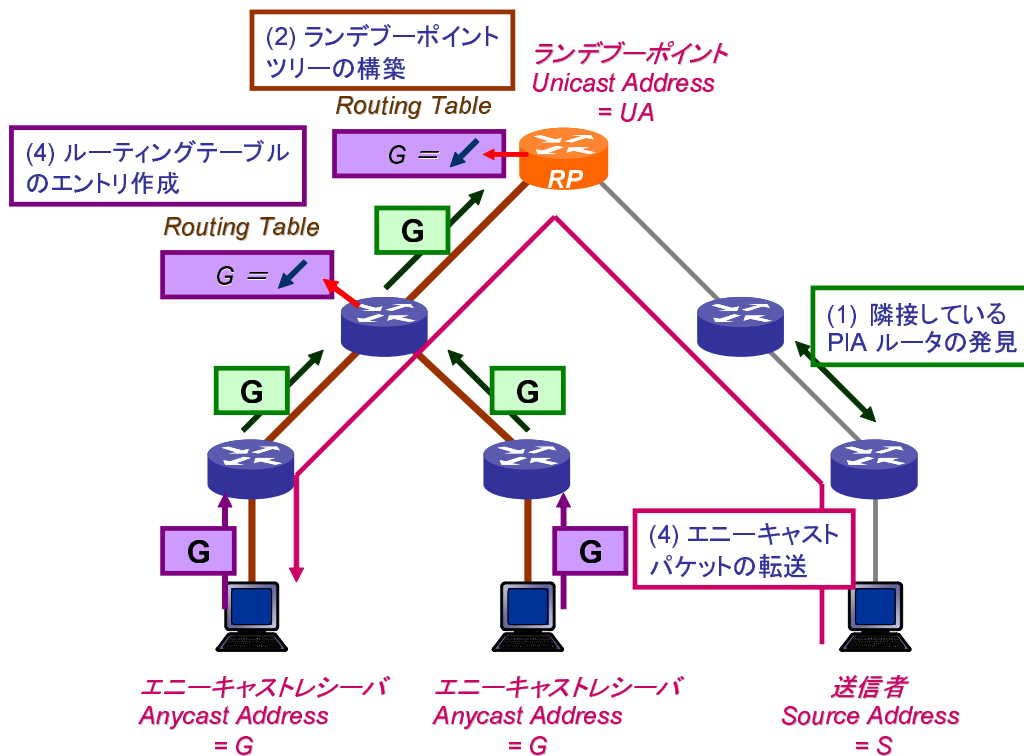 (2) ランデブーポイント
ツリーの構築
ランデブーポイント
Unicast Address
= UA
Routing Table
G =
RP
(4) ルーティングテーブル
のエントリ作成
Routing Table
G =
G
(1) 隣接している
PIA ルータの発見
G
G
(4) エニーキャスト
パケットの転送
G
G
エニーキャストレシーバ
Anycast Address
= G
エニーキャストレシーバ
Anycast Address
= G
送信者
Source Address
= S